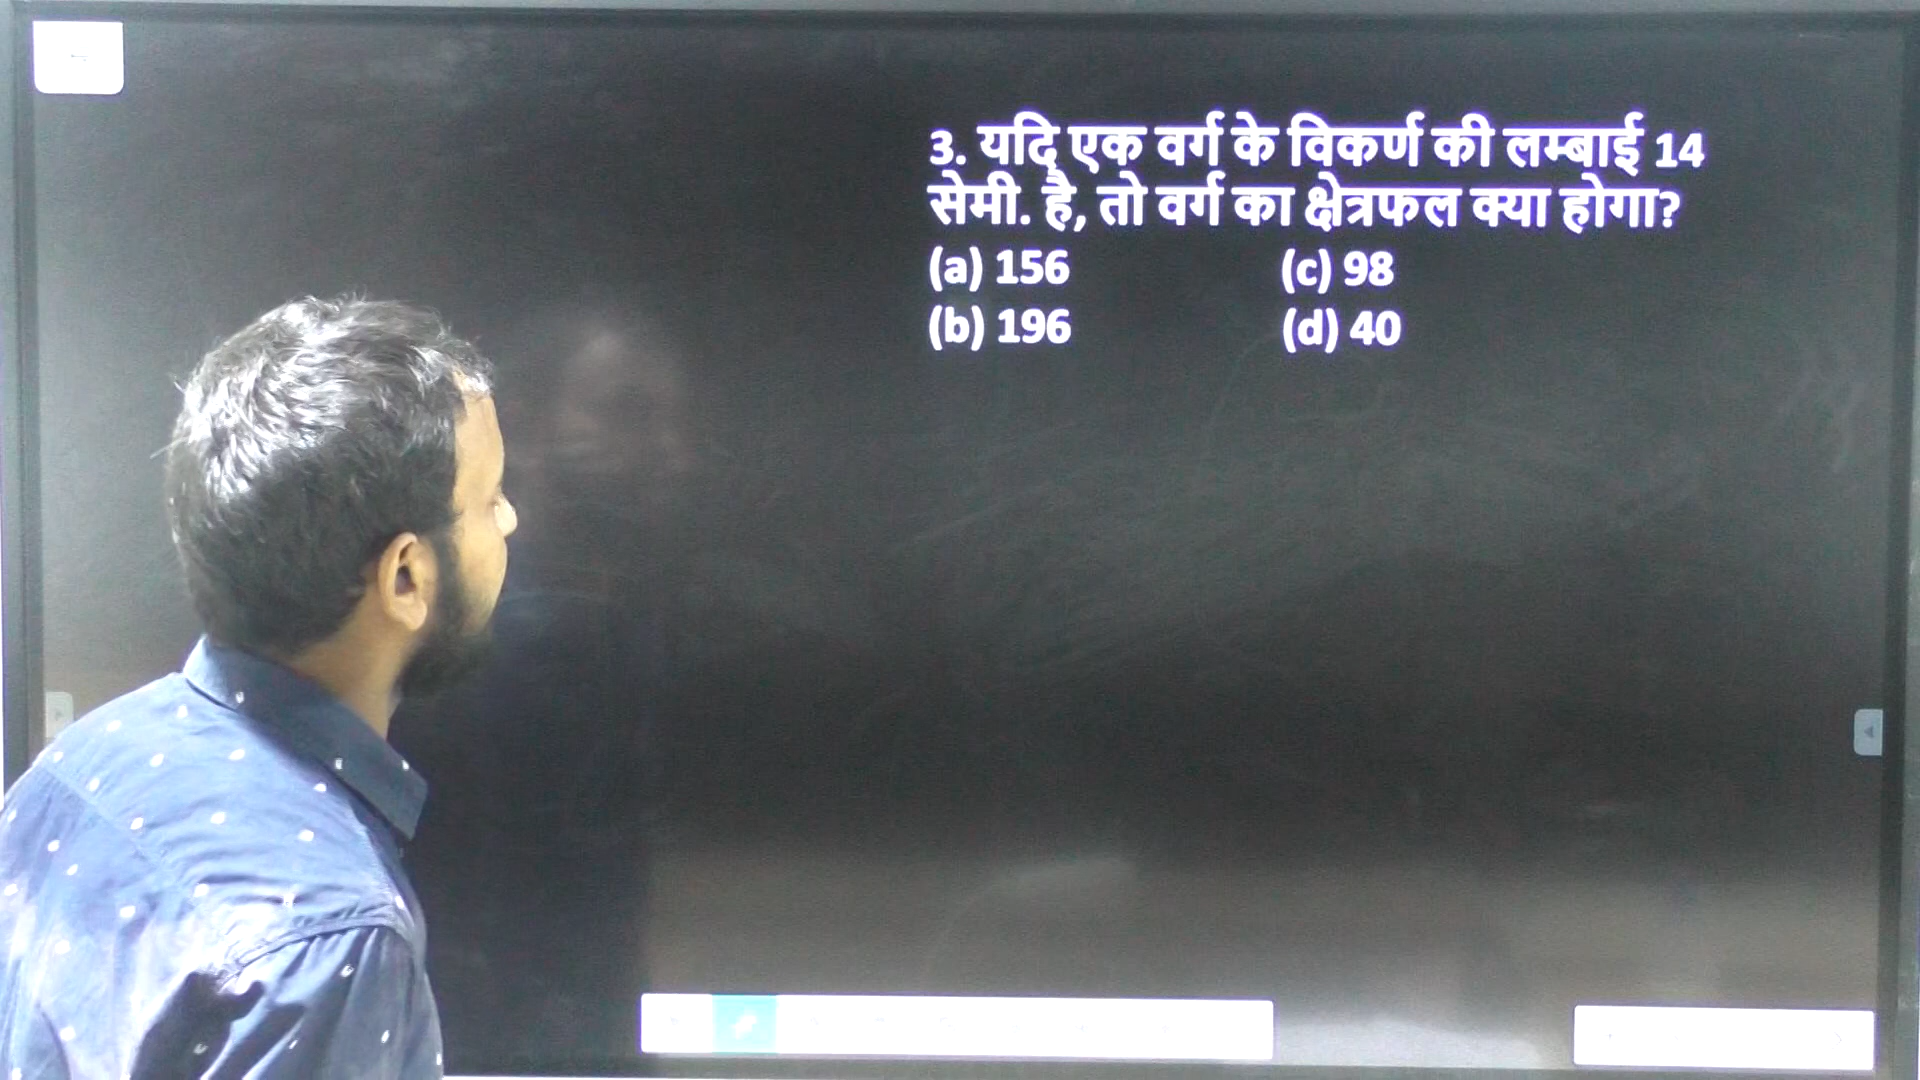 3. यदि एक वर्ग के विकर्ण की लम्बाई 14
सेमी. है, तो वर्ग का क्षेत्रफल क्या होगा?
(a) 156 (c) 98
(b) 196 (d) 40